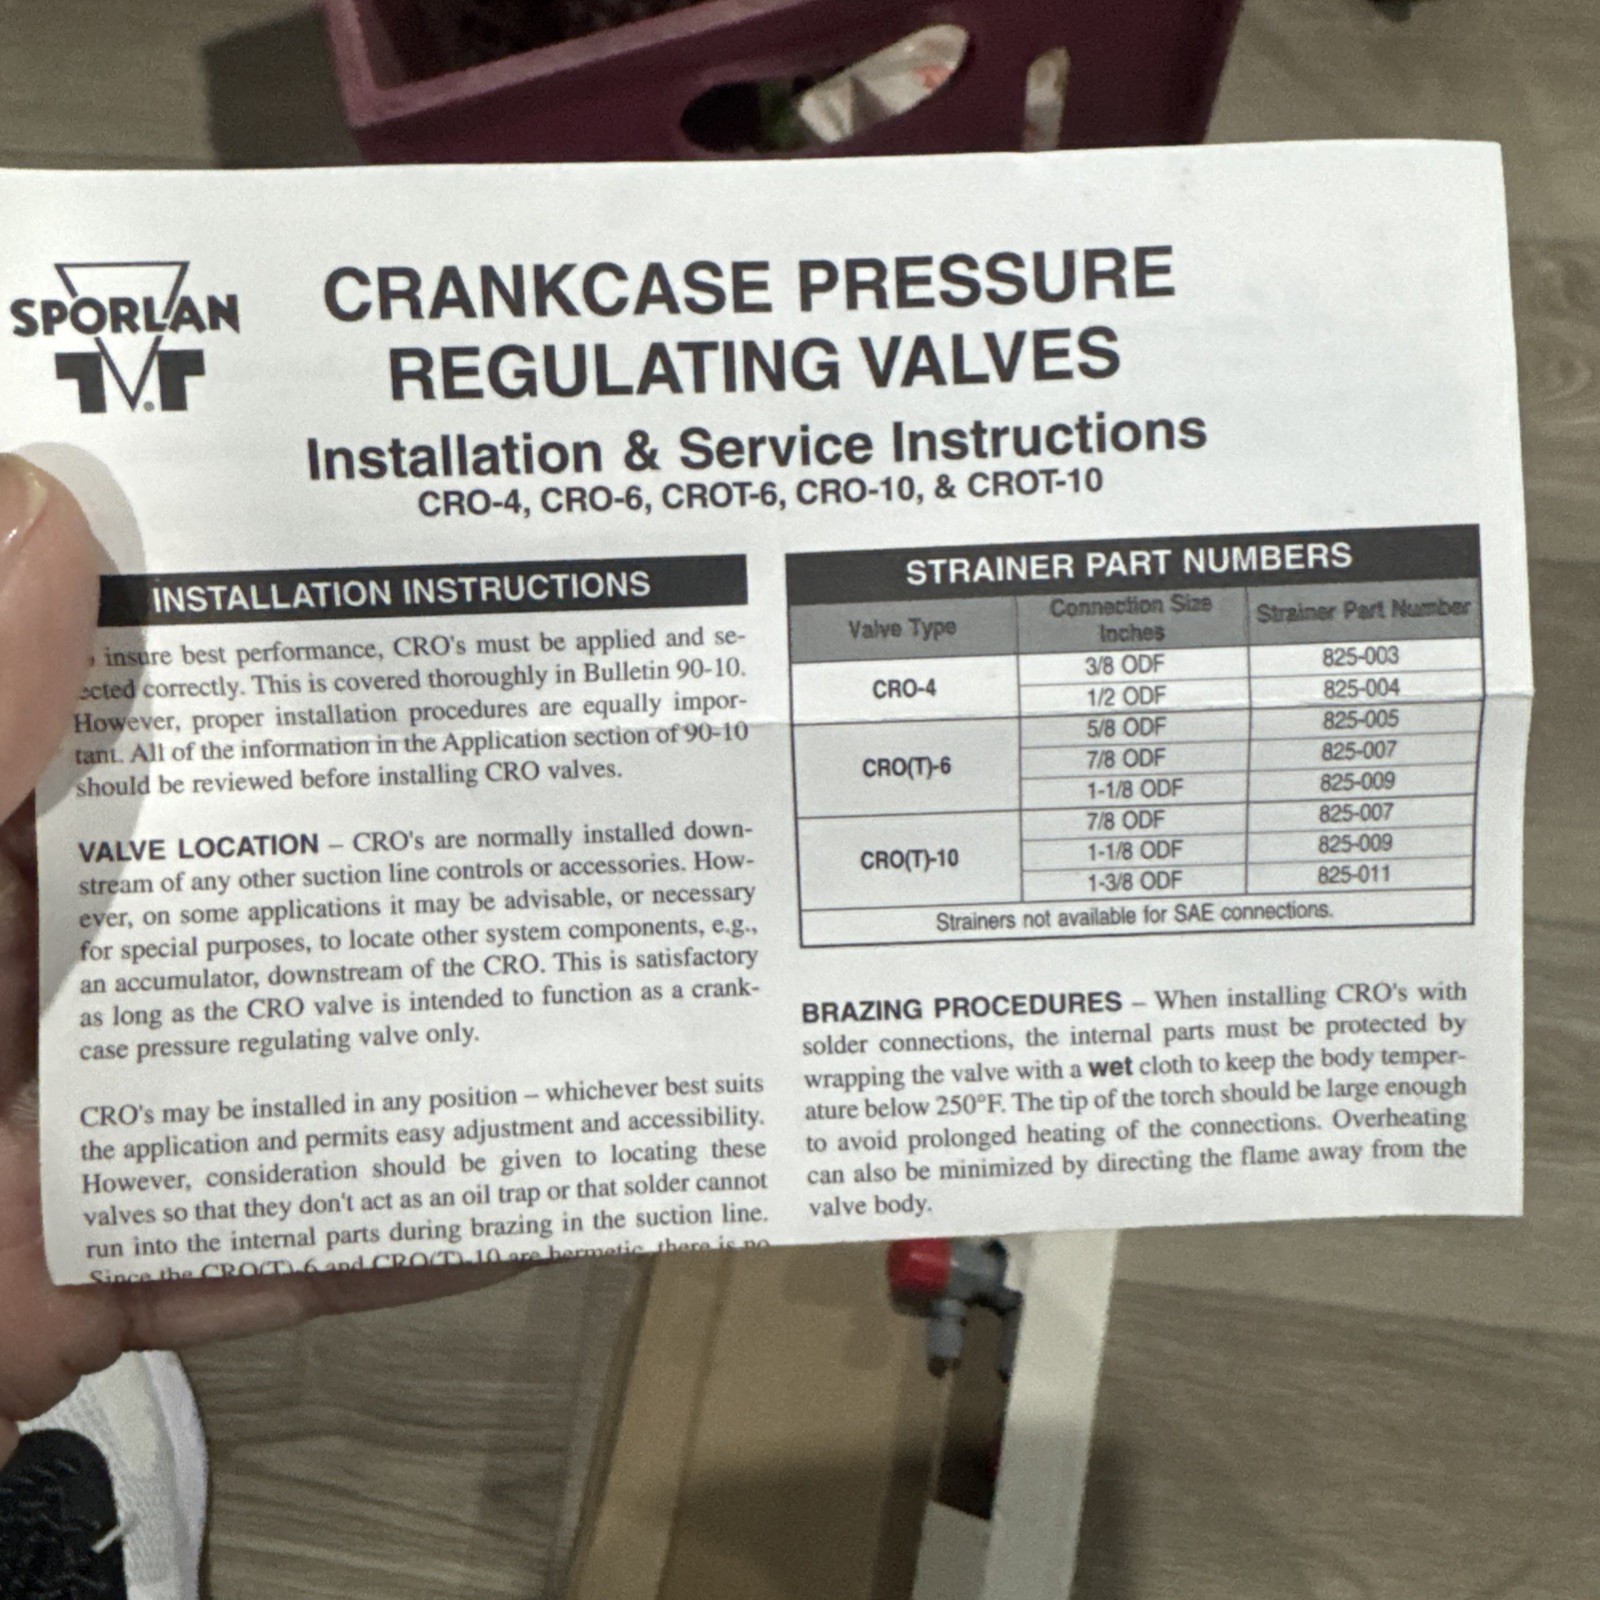 SPORLAN
CRANKCASE PRESSURE
REGULATING VALVES
Installation & Service Instructions
CRO-4, CRO-6, CROT-6, CRO-10, & CROT-10
INSTALLATION INSTRUCTIONS
insure best performance, CRO's must be applied and se-
ected correctly. This is covered thoroughly in Bulletin 90-10.
However, proper installation procedures are equally impor-
tant. All of the information in the Application section of 90-10
should be reviewed before installing CRO valves.
VALVE LOCATION – CRO's are normally installed down-
stream of any other suction line controls or accessories. How-
ever, on some applications it may be advisable, or necessary
for special purposes, to locate other system components, e.g.,
an accumulator, downstream of the CRO. This is satisfactory
as long as the CRO valve is intended to function as a crank-
case pressure regulating valve only.
CRO's may be installed in any position – whichever best suits
the application and permits easy adjustment and accessibility.
However, consideration should be given to locating these
valves so that they don't act as an oil trap or that solder cannot
run into the internal parts during brazing in the suction line.
Since the CRO(T)-6 and CRO(T)-10 are hermetic, there is no
STRAINER PART NUMBERS
Valve Type Connection Size Inches Strainer Part Number
CRO-4 3/8 ODF 825-003
1/2 ODF 825-004
CRO(T)-6 5/8 ODF 825-005
7/8 ODF 825-007
1-1/8 ODF 825-009
CRO(T)-10 7/8 ODF 825-007
1-1/8 ODF 825-009
1-3/8 ODF 825-011
Strainers not available for SAE connections.
BRAZING PROCEDURES – When installing CRO's with
solder connections, the internal parts must be protected by
wrapping the valve with a wet cloth to keep the body temper-
ature below 250°F. The tip of the torch should be large enough
to avoid prolonged heating of the connections. Overheating
can also be minimized by directing the flame away from the
valve body.